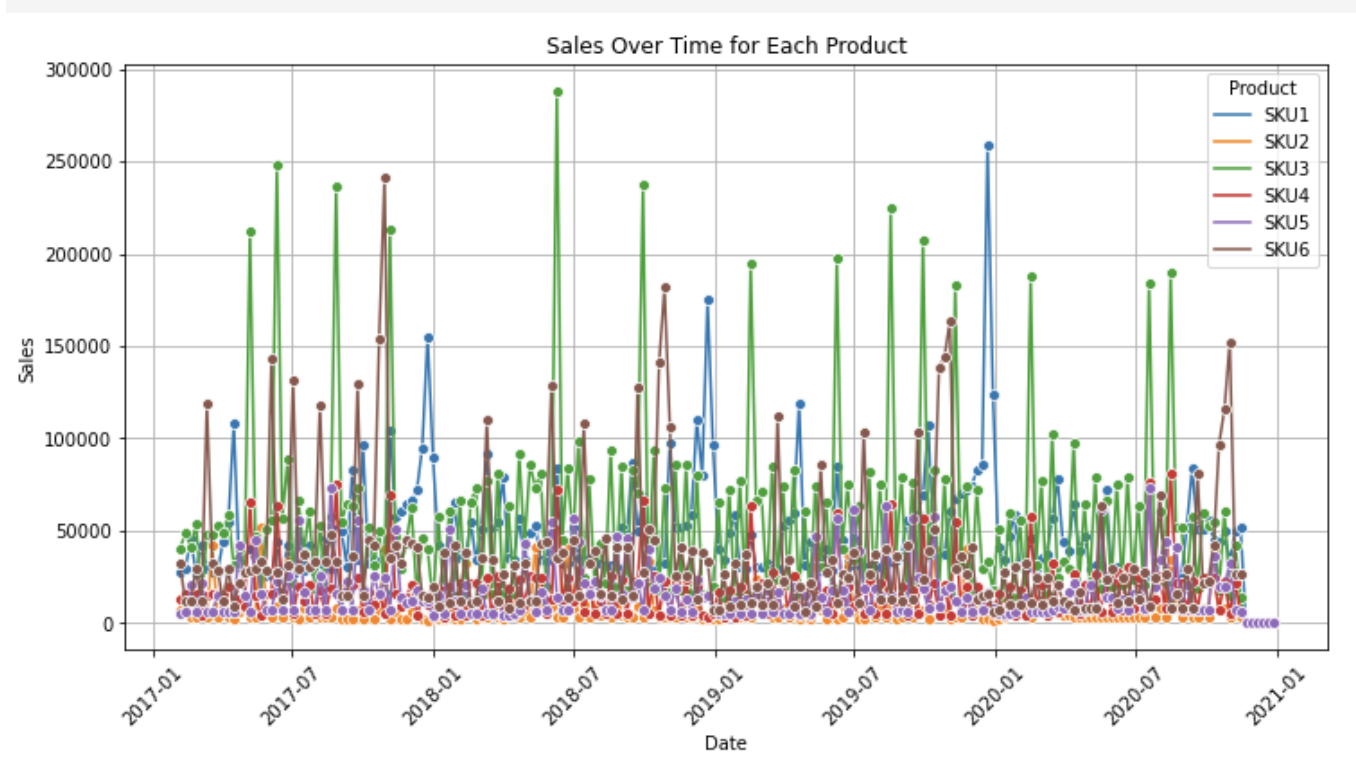 Sales Over Time for Each Product
300000
250000
200000
150000
100000
50000
0
Sales
Product
SKU1
SKU2
SKU3
SKU4
SKU5
SKU6
2017-01
2017-07
2018-01
2018-07
2019-01
2019-07
2020-01
2020-07
2021-01
Date